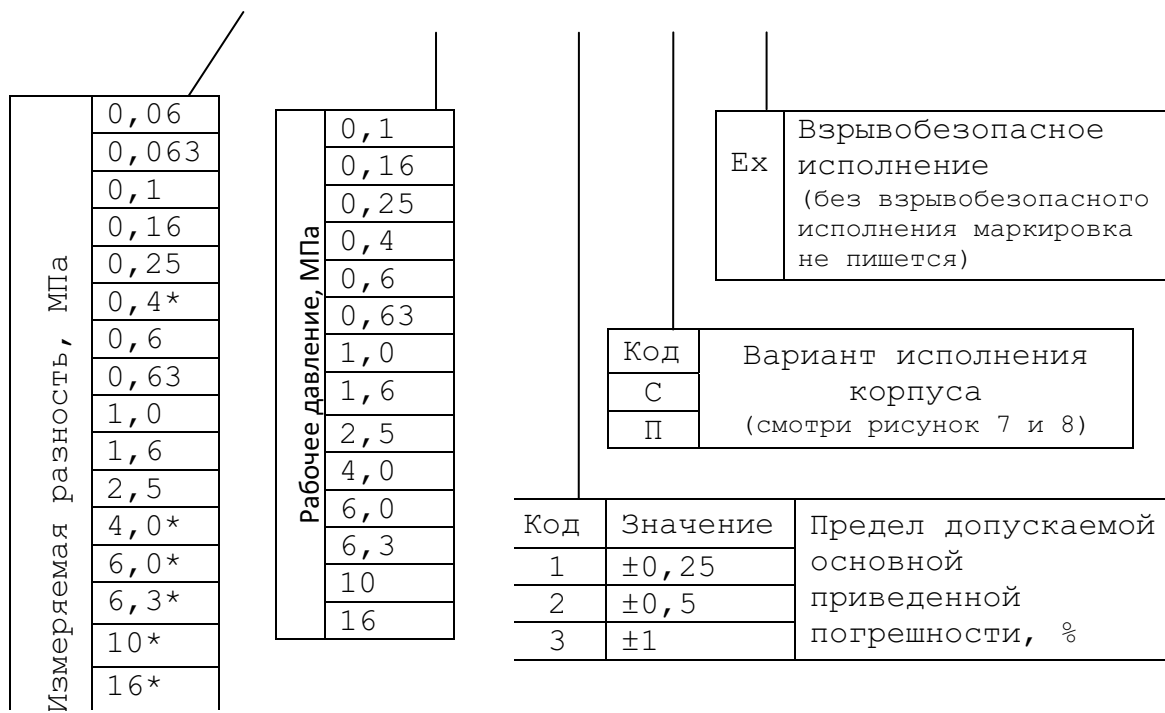 Измеряемая разность, МПа
0,06
0,063
0,1
0,16
0,25
0,4*
0,6
0,63
1,0
1,6
2,5
4,0*
6,0*
6,3*
10*
16*
Рабочее давление, МПа
0,1
0,16
0,25
0,4
0,6
0,63
1,0
1,6
2,5
4,0
6,0
6,3
10
16
Ex
Взрывобезопасное
исполнение
(без взрывобезопасного
исполнения маркировка
не пишется)
Код
С
П
Вариант исполнения
корпуса
(смотри рисунок 7 и 8)
Код
Значение
1
±0,25
2
±0,5
3
±1
Предел допускаемой
основной
приведенной
погрешности, %